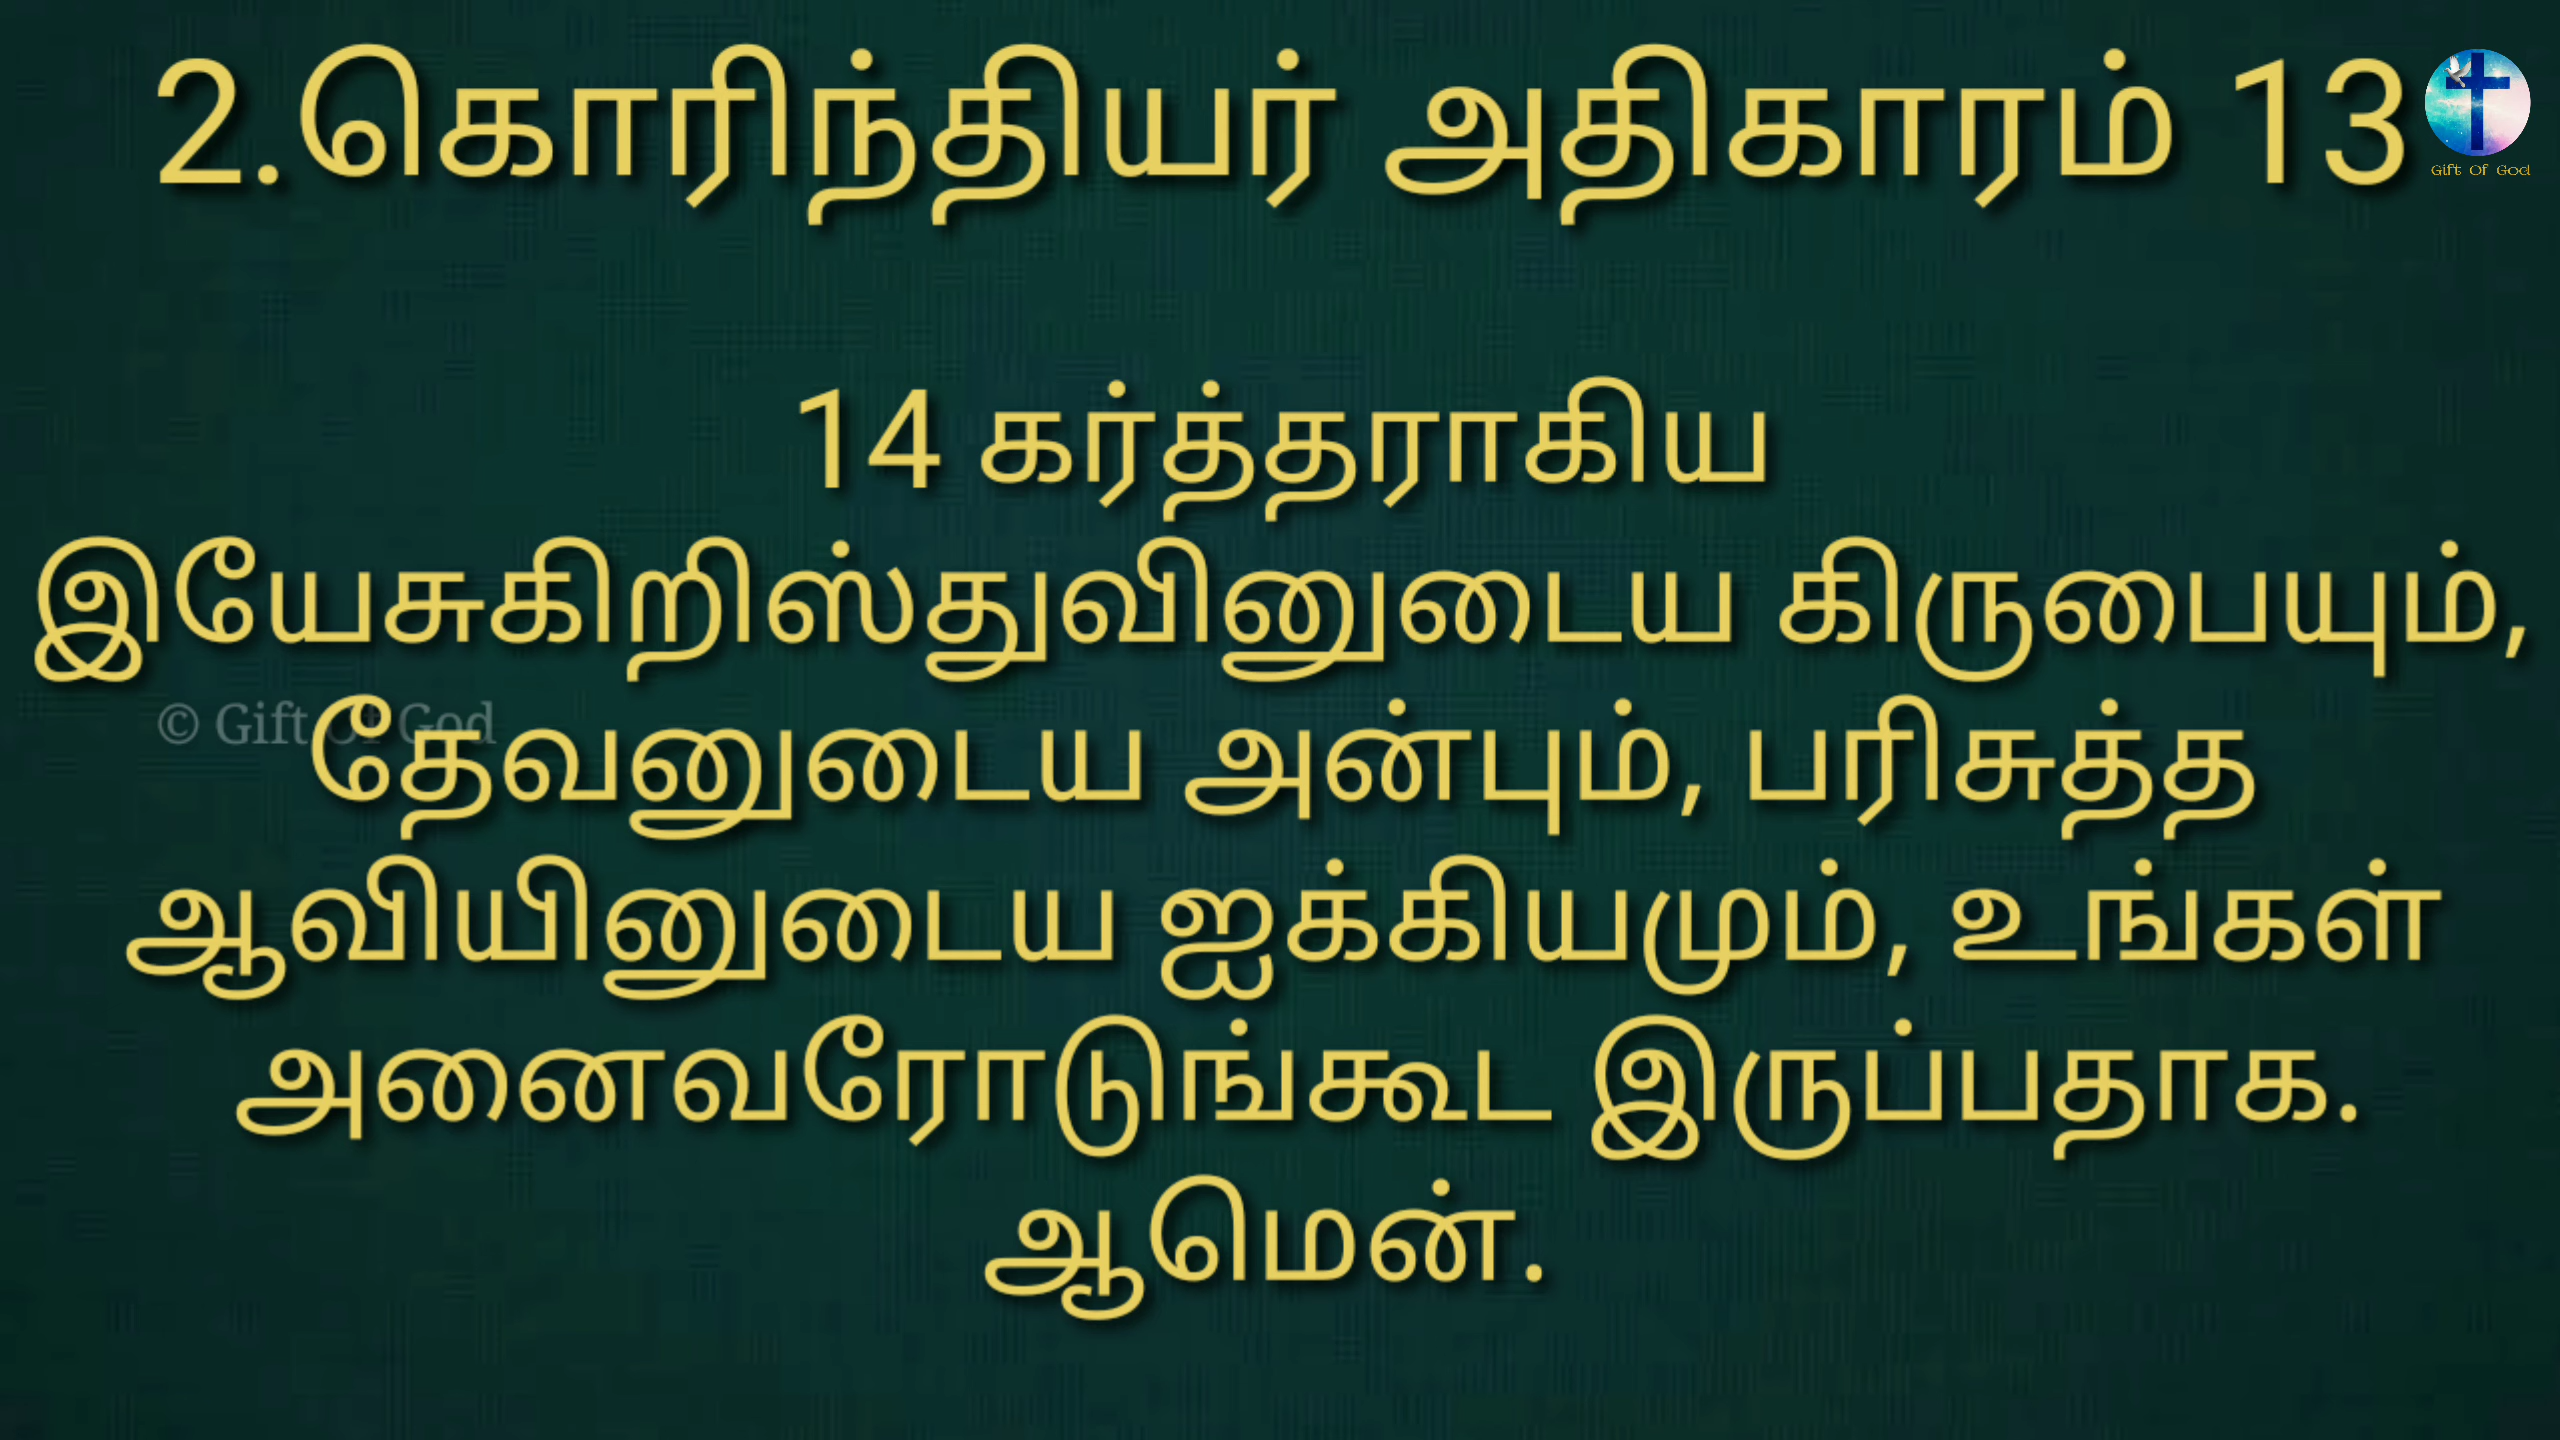 2.கொரிந்தியர் அதிகாரம் 13
Gift Of God
14 கர்த்தராகிய
இயேசுகிறிஸ்துவினுடைய கிருபையும்,
© Gift Of God
தேவனுடைய அன்பும், பரிசுத்த
ஆவியினுடைய ஐக்கியமும், உங்கள்
அனைவரோடுங்கூட இருப்பதாக.
ஆமென்.